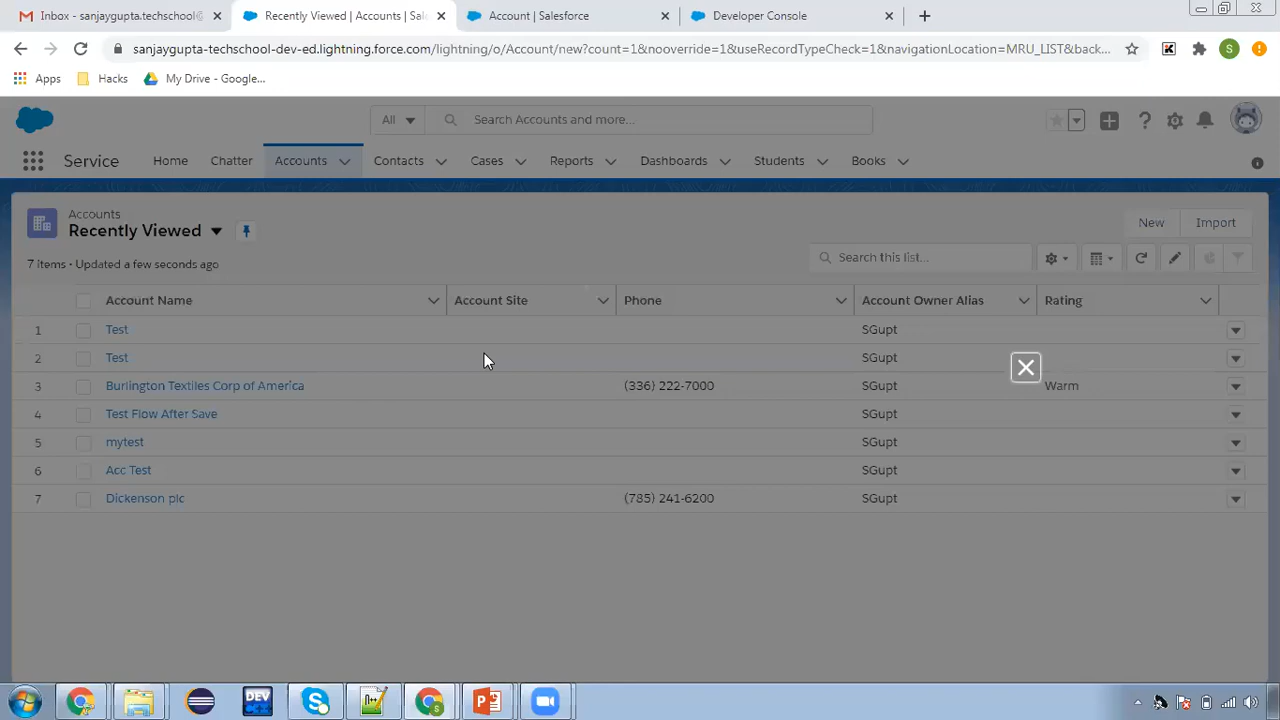 Inbox - sanjaygupta.techschool@
Recently Viewed | Accounts | Sal
Account | Salesforce
Developer Console
sanjaygupta-techschool-dev-ed.lightning.force.com/lightning/o/Account/new?count=1&nooverride=1&useRecordTypeCheck=1&navigationLocation=MRU_LIST&back...
S
Apps
Hacks
My Drive - Google...
All
Search Accounts and more...
Service
Home
Chatter
Accounts
Contacts
Cases
Reports
Dashboards
Students
Books
Accounts
Recently Viewed
New
Import
7 items • Updated a few seconds ago
Search this list...
Account Name
Account Site
Phone
Account Owner Alias
Rating
1 Test SGupt
2 Test SGupt
3 Burlington Textiles Corp of America (336) 222-7000 SGupt Warm
4 Test Flow After Save SGupt
5 mytest SGupt
6 Acc Test SGupt
7 Dickenson plc (785) 241-6200 SGupt
DEV
C++